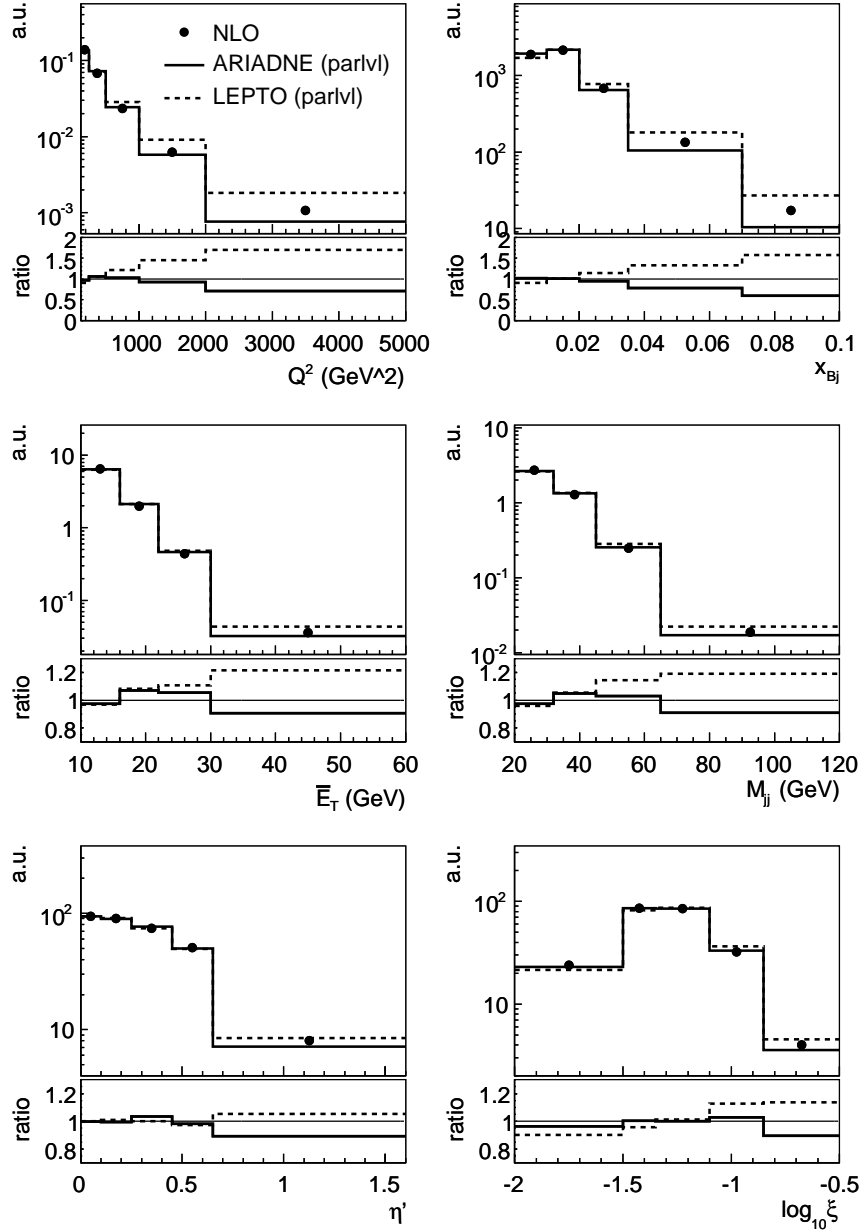 a.u.
NLO
ARIADNE (parlvl)
LEPTO (parlvl)
10⁻¹
10⁻²
10⁻³
ratio
2
1.5
1
0.5
0
1000 2000 3000 4000 5000
Q² (GeV^2)
a.u.
10³
10²
10
ratio
2
1.5
1
0.5
0
0.02 0.04 0.06 0.08 0.1
x_Bj
a.u.
10
1
10⁻¹
ratio
1.2
1
0.8
10 20 30 40 50 60
E̅_T (GeV)
a.u.
10
1
10⁻¹
10⁻²
ratio
1.2
1
0.8
20 40 60 80 100 120
M_jj (GeV)
a.u.
10²
10
ratio
1.2
1
0.8
0 0.5 1 1.5
η'
a.u.
10²
10
ratio
1.2
1
0.8
-2 -1.5 -1 -0.5
log₁₀ξ